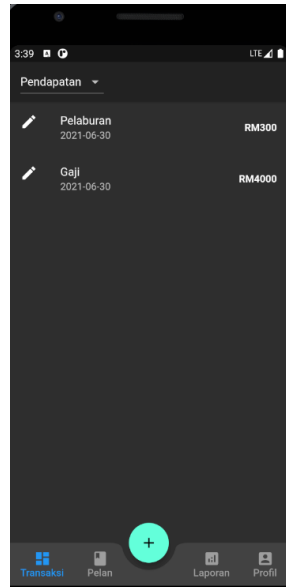 3:39 LTE
Pendapatan
Pelaburan
2021-06-30
RM300
Gaji
2021-06-30
RM4000
+
Transaksi Pelan Laporan Profil